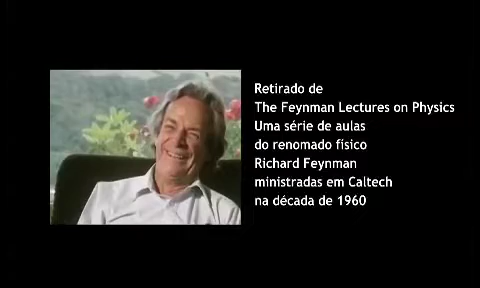 Retirado de
The Feynman Lectures on Physics
Uma série de aulas
do renomado físico
Richard Feynman
ministradas em Caltech
na década de 1960